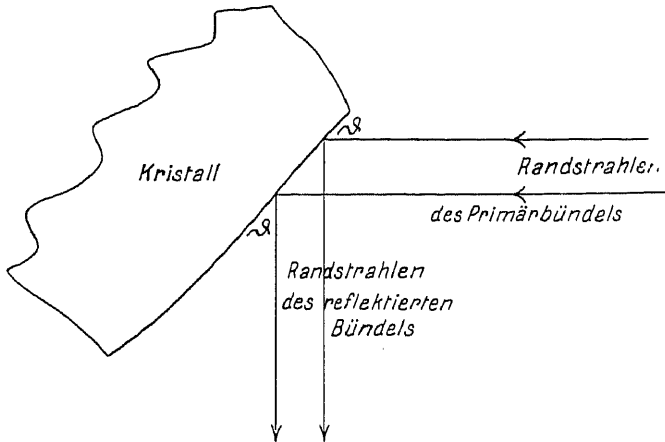 ϑ
Kristall
Randstrahlen
des Primärbündels
ϑ
Randstrahlen
des reflektierten
Bündels